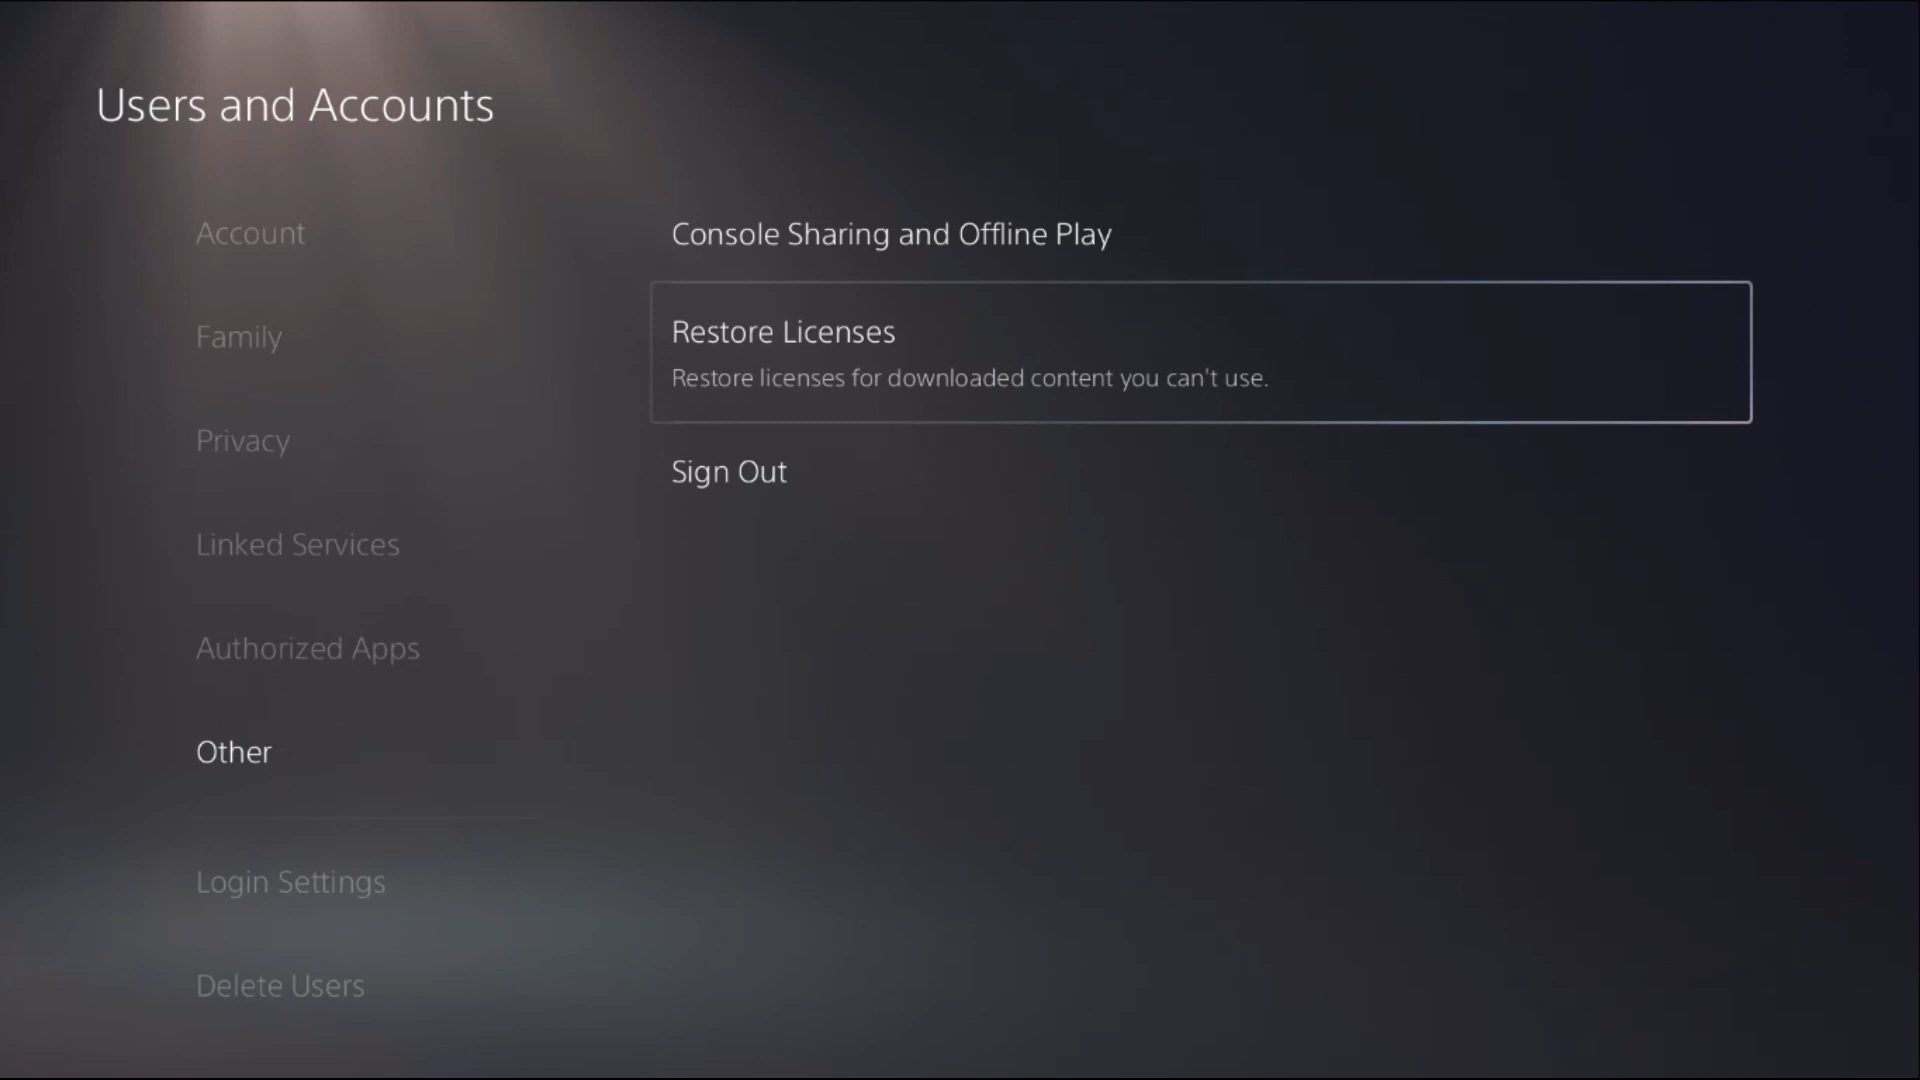 Users and Accounts
Account
Family
Privacy
Linked Services
Authorized Apps
Other
Login Settings
Delete Users
Console Sharing and Offline Play
Restore Licenses
Restore licenses for downloaded content you can't use.
Sign Out